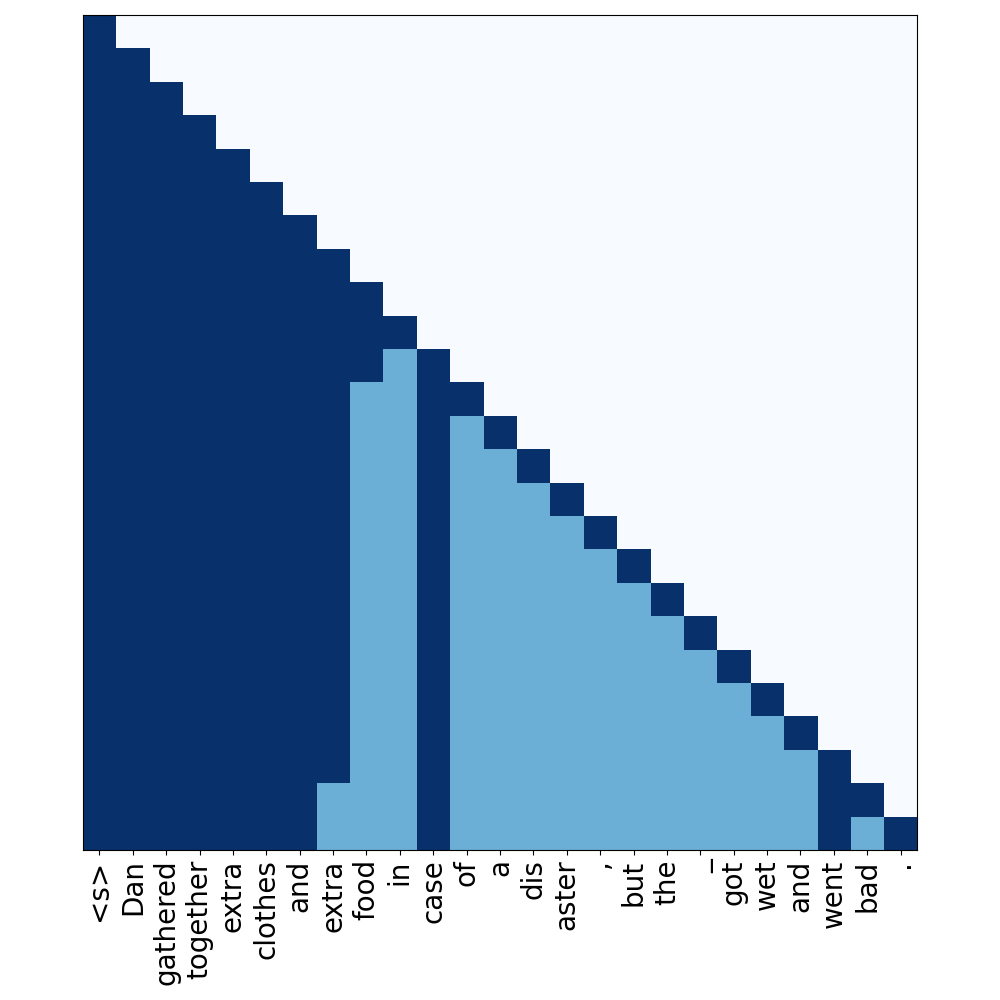 <s> Dan gathered together extra clothes and extra food in case of a dis aster , but the _ got wet and went bad .